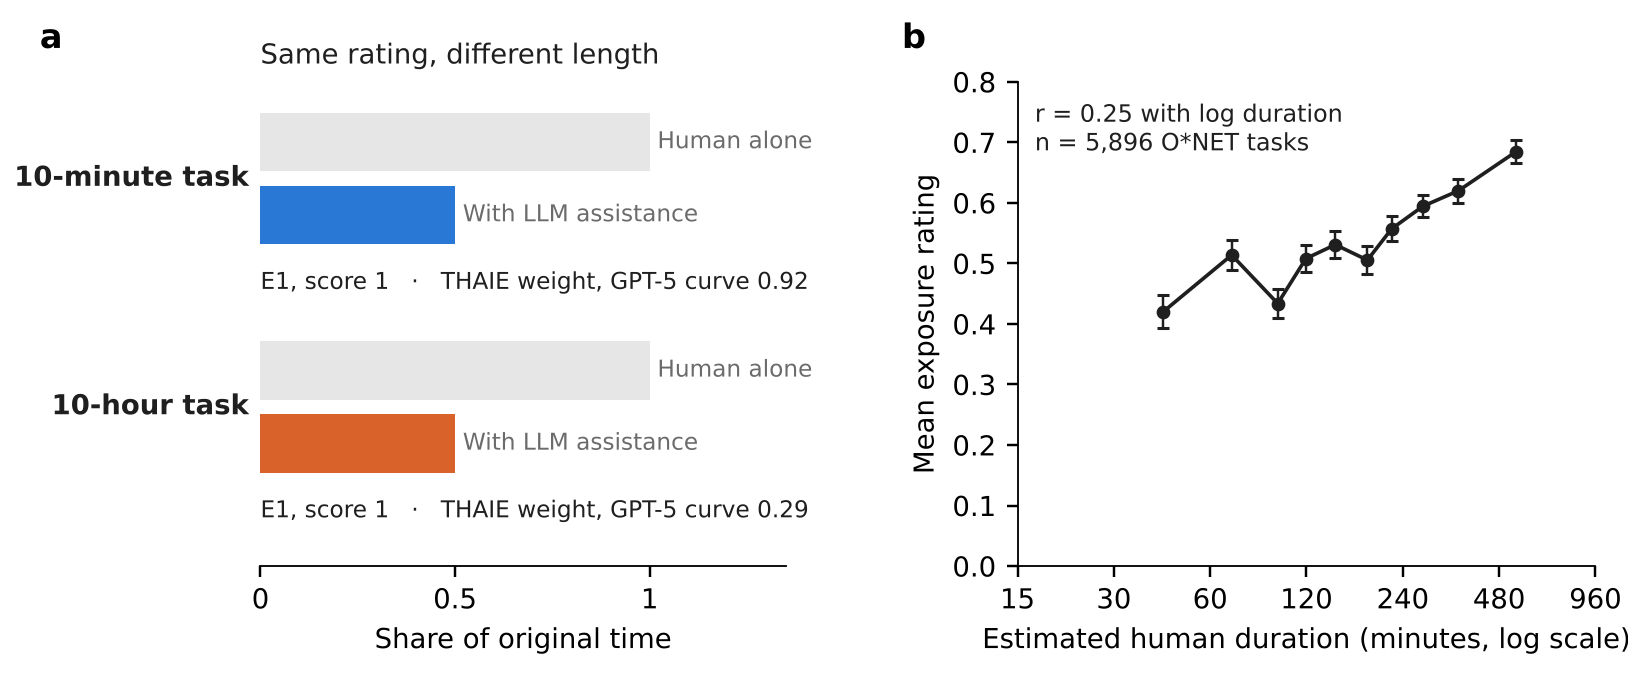 a
Same rating, different length
10-minute task
Human alone
With LLM assistance
E1, score 1 · THAIE weight, GPT-5 curve 0.92
10-hour task
Human alone
With LLM assistance
E1, score 1 · THAIE weight, GPT-5 curve 0.29
0 0.5 1
Share of original time
b
r = 0.25 with log duration
n = 5,896 O*NET tasks
Mean exposure rating
0.8
0.7
0.6
0.5
0.4
0.3
0.2
0.1
0.0
15 30 60 120 240 480 960
Estimated human duration (minutes, log scale)